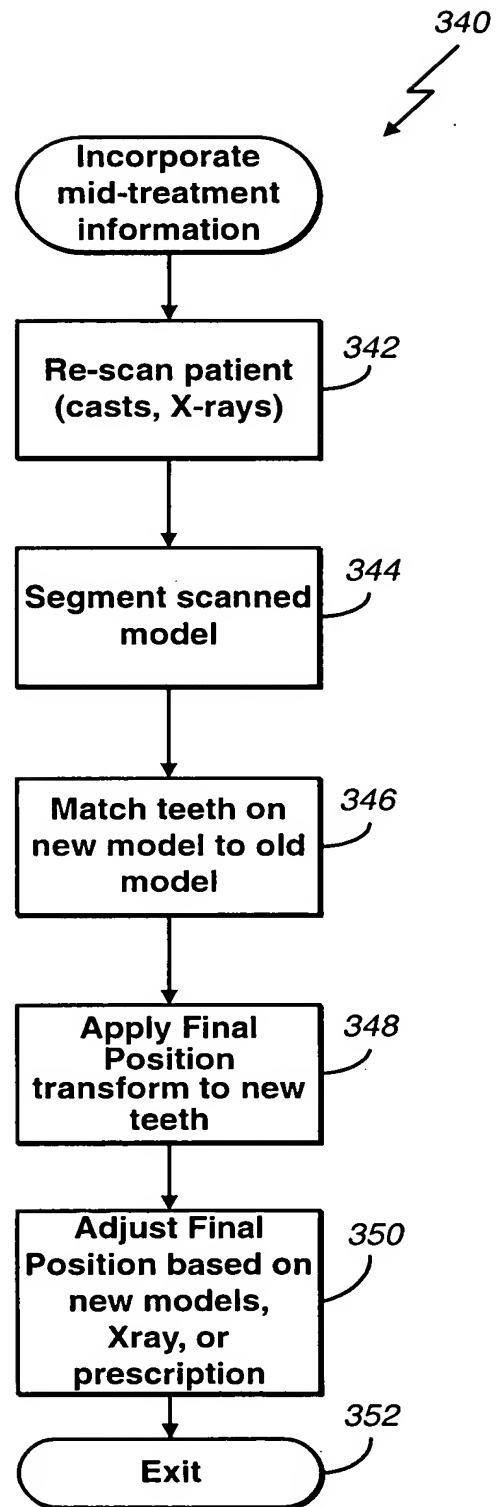 340
Incorporate
mid-treatment
information
342
Re-scan patient
(casts, X-rays)
344
Segment scanned
model
346
Match teeth on
new model to old
model
348
Apply Final
Position
transform to new
teeth
350
Adjust Final
Position based on
new models,
Xray, or
prescription
352
Exit